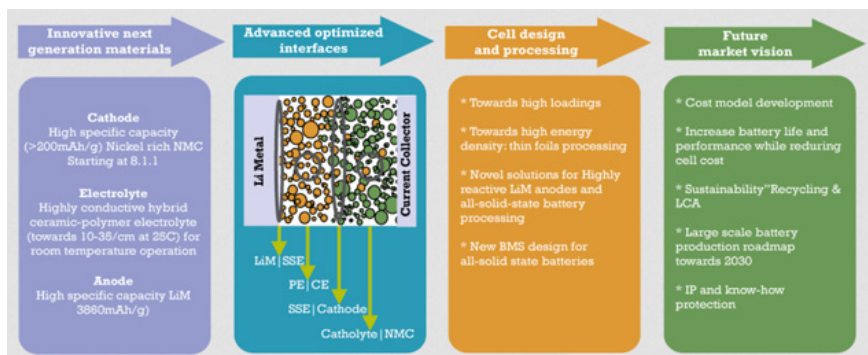 Innovative next
generation materials
Advanced optimized
interfaces
Cell design
and processing
Future
market vision
Cathode
High specific capacity
(>200mAh/g) Nickel rich NMC
Starting at 8.1.1
Electrolyte
Highly conductive hybrid
ceramic-polymer electrolyte
(towards 10-3S/cm at 25C) for
room temperature operation
Anode
High specific capacity LiM
3860mAh/g)
Li Metal
Current Collector
LiM|SSE
PE|CE
SSE|Cathode
Catholyte|NMC
* Towards high loadings
* Towards high energy
density: thin foils processing
* Novel solutions for Highly
reactive LiM anodes and
all-solid-state battery
processing
* New BMS design for
all-solid state batteries
* Cost model development
* Increase battery life and
performance while reducing
cell cost
* Sustainability"Recycling &
LCA
* Large scale battery
production roadmap
towards 2030
* IP and know-how
protection